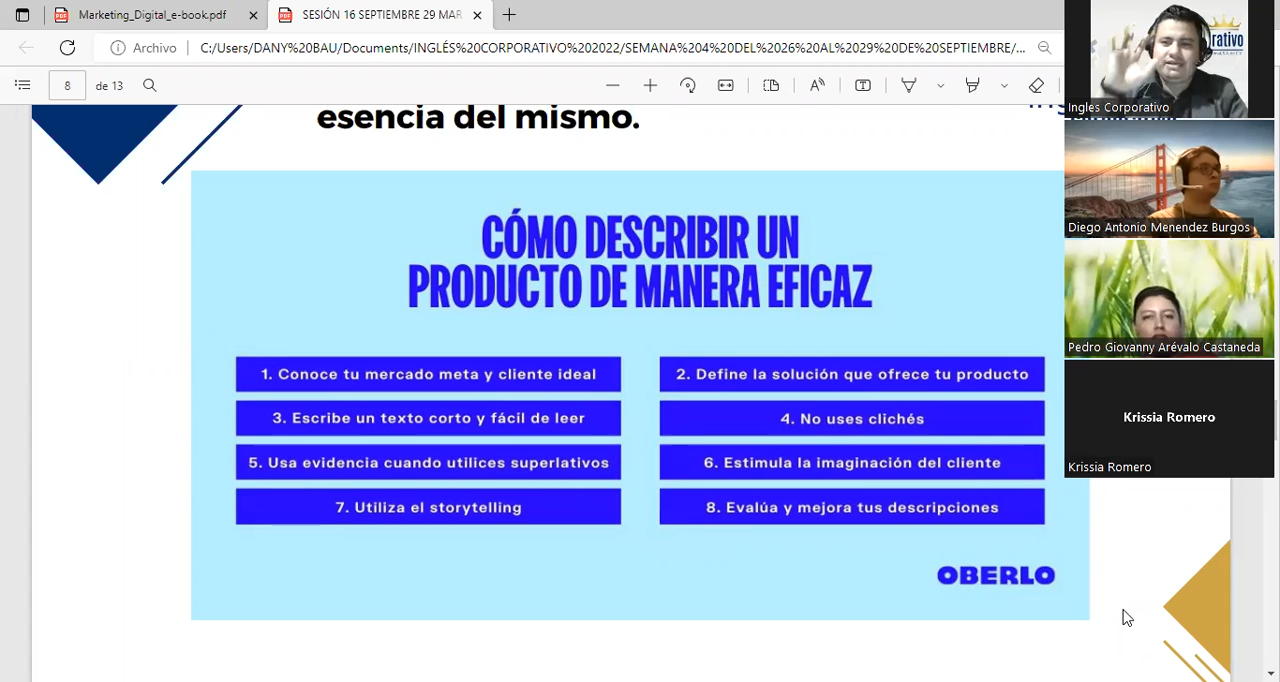 Marketing_Digital_e-book.pdf
SESIÓN 16 SEPTIEMBRE 29 MAR
Archivo
C:/Users/DANY%20BAU/Documents/INGLÉS%20CORPORATIVO%202022/SEMANA%204%20DEL%2026%20AL%2029%20DE%20SEPTIEMBRE/...
8 de 13
esencia del mismo.
CÓMO DESCRIBIR UN
PRODUCTO DE MANERA EFICAZ
1. Conoce tu mercado meta y cliente ideal
2. Define la solución que ofrece tu producto
3. Escribe un texto corto y fácil de leer
4. No uses clichés
5. Usa evidencia cuando utilices superlativos
6. Estimula la imaginación del cliente
7. Utiliza el storytelling
8. Evalúa y mejora tus descripciones
OBERLO
rativo
Ingles Corporativo
Diego Antonio Menendez Burgos
Pedro Giovanny Arévalo Castaneda
Krissia Romero
Krissia Romero